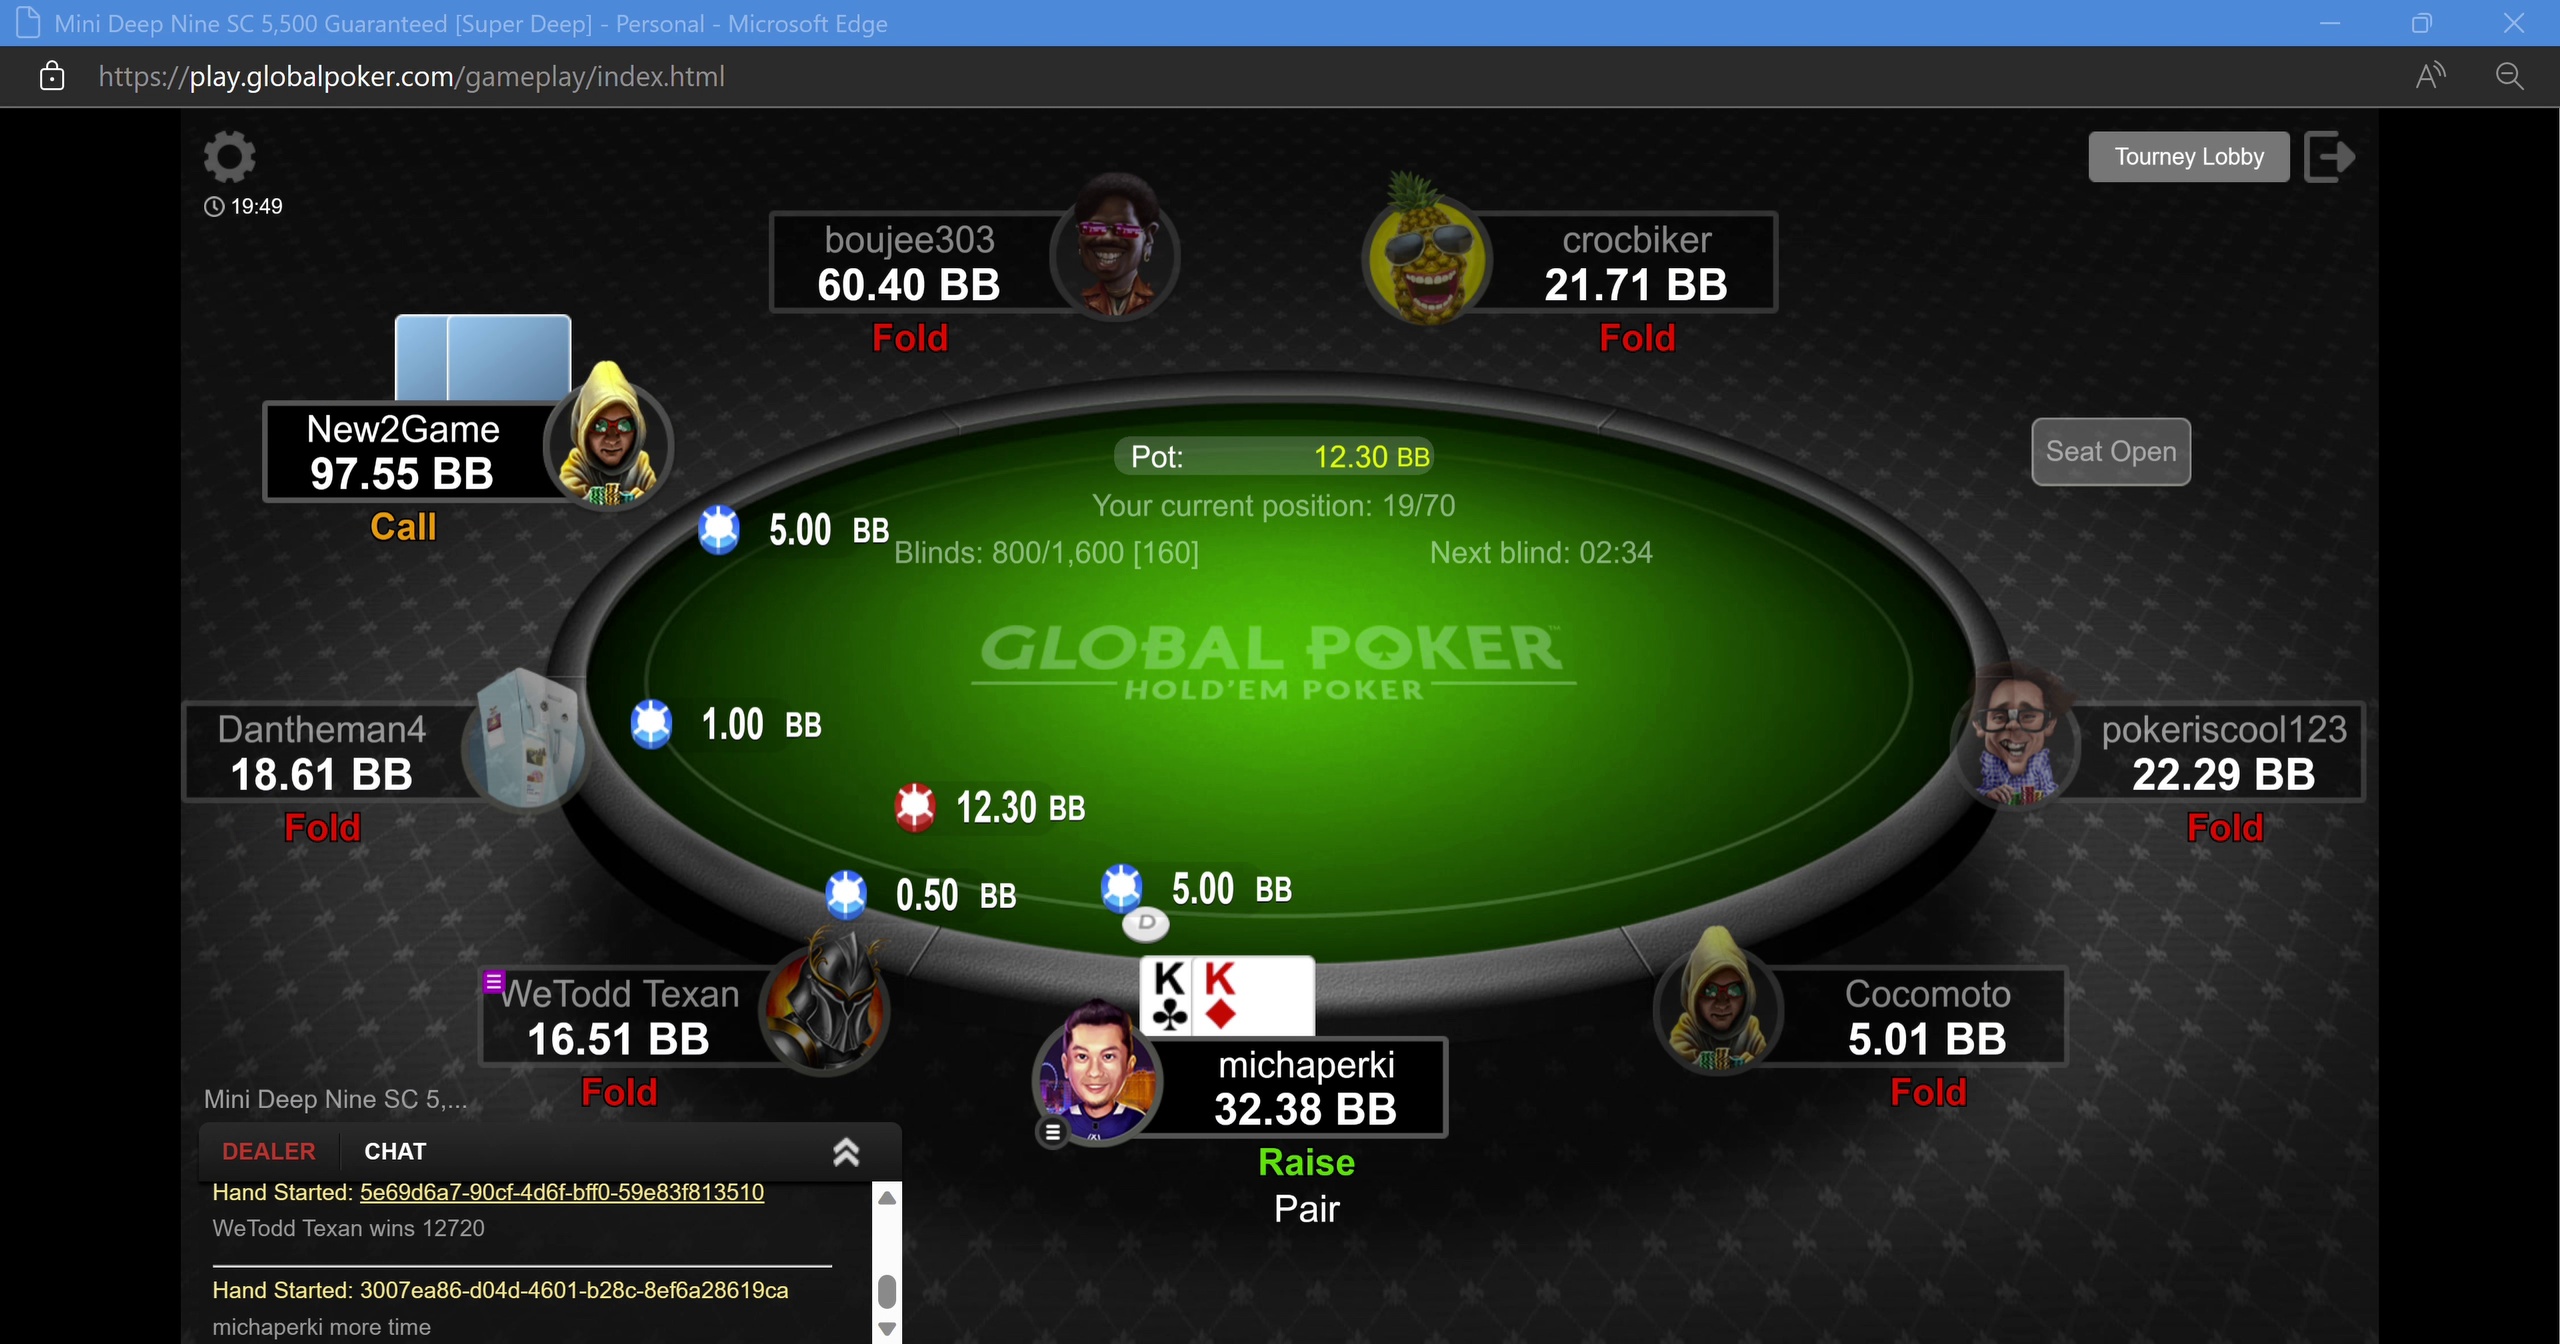 Mini Deep Nine SC 5,500 Guaranteed [Super Deep] - Personal - Microsoft Edge
https://play.globalpoker.com/gameplay/index.html
Tourney Lobby
19:49
boujee303
60.40 BB
Fold
crocbiker
21.71 BB
Fold
New2Game
97.55 BB
Call
Seat Open
Pot: 12.30 BB
Your current position: 19/70
5.00 BB
Blinds: 800/1,600 [160] Next blind: 02:34
GLOBAL POKER™
HOLD'EM POKER
Dantheman4
18.61 BB
Fold
1.00 BB
pokeriscool123
22.29 BB
Fold
12.30 BB
0.50 BB
5.00 BB
D
K K
WeTodd Texan
16.51 BB
Fold
michaperki
32.38 BB
Raise
Pair
Cocomoto
5.01 BB
Fold
Mini Deep Nine SC 5,...
DEALER CHAT
Hand Started: 5e69d6a7-90cf-4d6f-bff0-59e83f813510
WeTodd Texan wins 12720
Hand Started: 3007ea86-d04d-4601-b28c-8ef6a28619ca
michaperki more time